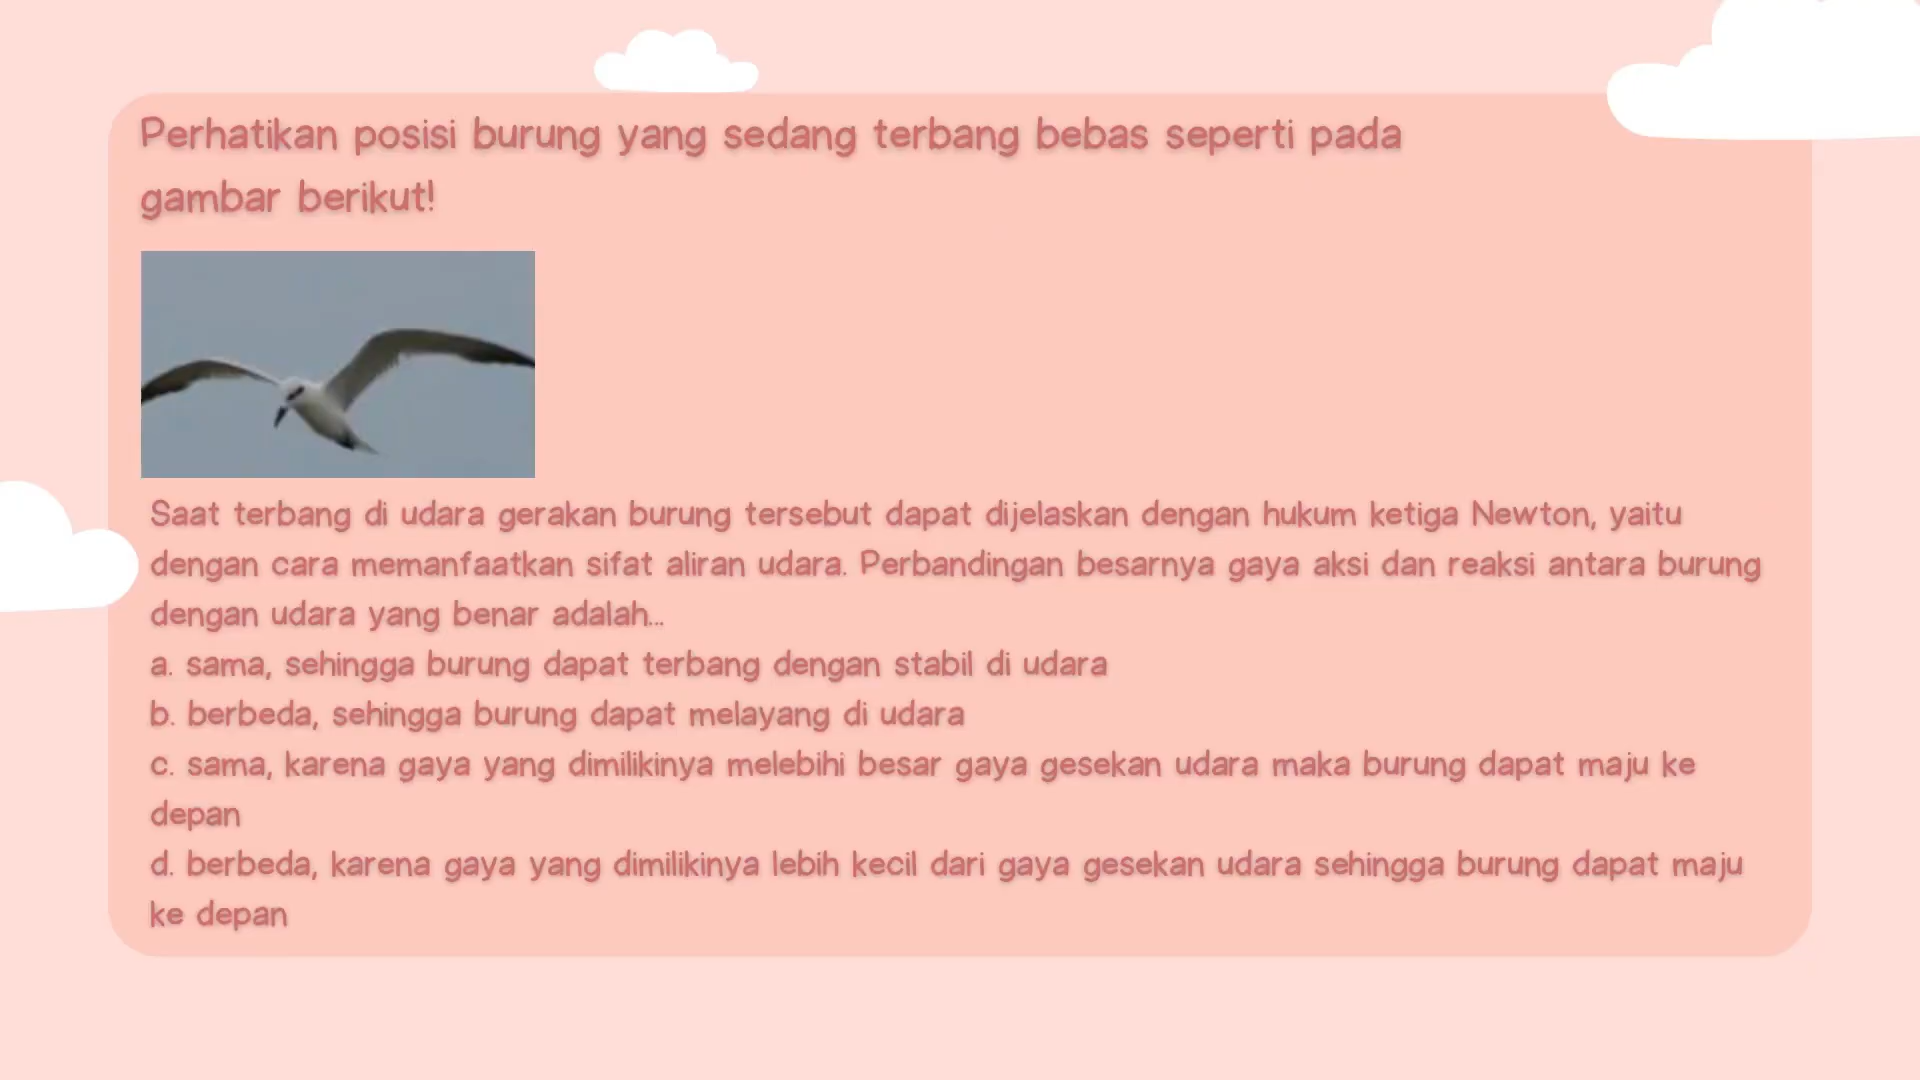 Perhatikan posisi burung yang sedang terbang bebas seperti pada
gambar berikut!
Saat terbang di udara gerakan burung tersebut dapat dijelaskan dengan hukum ketiga Newton, yaitu
dengan cara memanfaatkan sifat aliran udara. Perbandingan besarnya gaya aksi dan reaksi antara burung
dengan udara yang benar adalah...
a. sama, sehingga burung dapat terbang dengan stabil di udara
b. berbeda, sehingga burung dapat melayang di udara
c. sama, karena gaya yang dimilikinya melebihi besar gaya gesekan udara maka burung dapat maju ke
depan
d. berbeda, karena gaya yang dimilikinya lebih kecil dari gaya gesekan udara sehingga burung dapat maju
ke depan